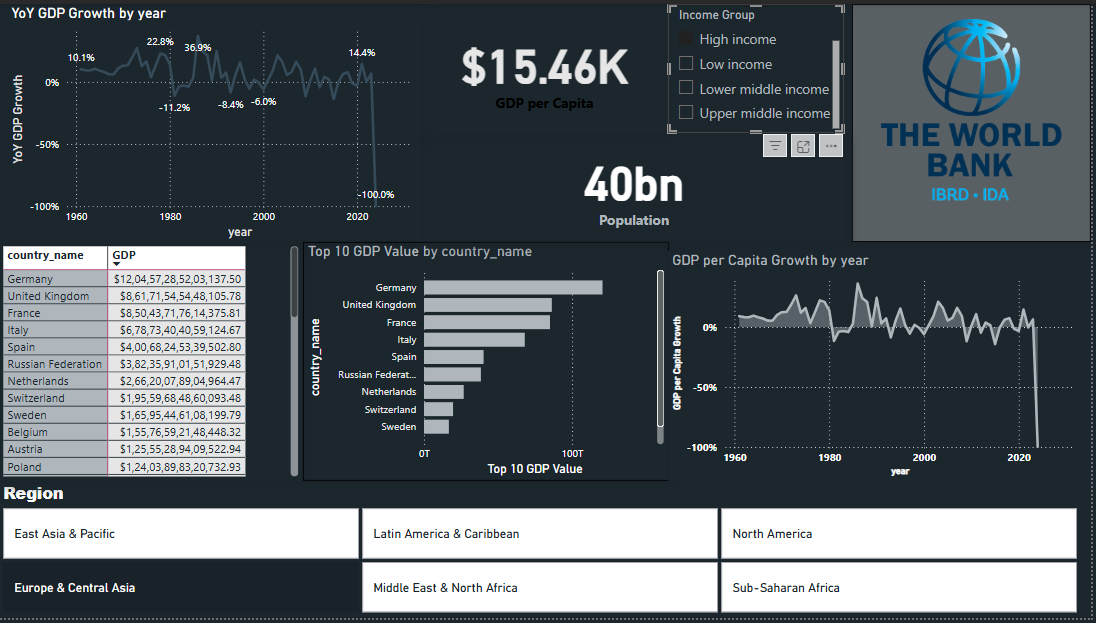 YoY GDP Growth by year
YoY GDP Growth
0%
-50%
-100%
10.1%
22.8%
36.9%
14.4%
-11.2%
-8.4%
-6.0%
-100.0%
1960
1980
2000
2020
year
$15.46K
GDP per Capita
40bn
Population
Income Group
High income
Low income
Lower middle income
Upper middle income
THE WORLD
BANK
IBRD • IDA
country_name GDP
Germany $12,04,57,28,52,03,137.50
United Kingdom $8,61,71,54,54,48,105.78
France $8,50,43,71,76,14,375.81
Italy $6,78,73,40,40,59,124.67
Spain $4,00,68,24,53,39,502.80
Russian Federation $3,82,35,91,01,51,929.48
Netherlands $2,66,20,07,89,04,964.47
Switzerland $1,95,59,68,48,60,093.48
Sweden $1,65,95,44,61,08,199.79
Belgium $1,55,76,59,21,48,448.32
Austria $1,25,55,28,94,09,522.94
Poland $1,24,03,89,83,20,732.93
Top 10 GDP Value by country_name
country_name
Germany
United Kingdom
France
Italy
Spain
Russian Federat...
Netherlands
Switzerland
Sweden
0T
100T
Top 10 GDP Value
GDP per Capita Growth by year
GDP per Capita Growth
0%
-50%
-100%
1960
1980
2000
2020
year
Region
East Asia & Pacific
Latin America & Caribbean
North America
Europe & Central Asia
Middle East & North Africa
Sub-Saharan Africa